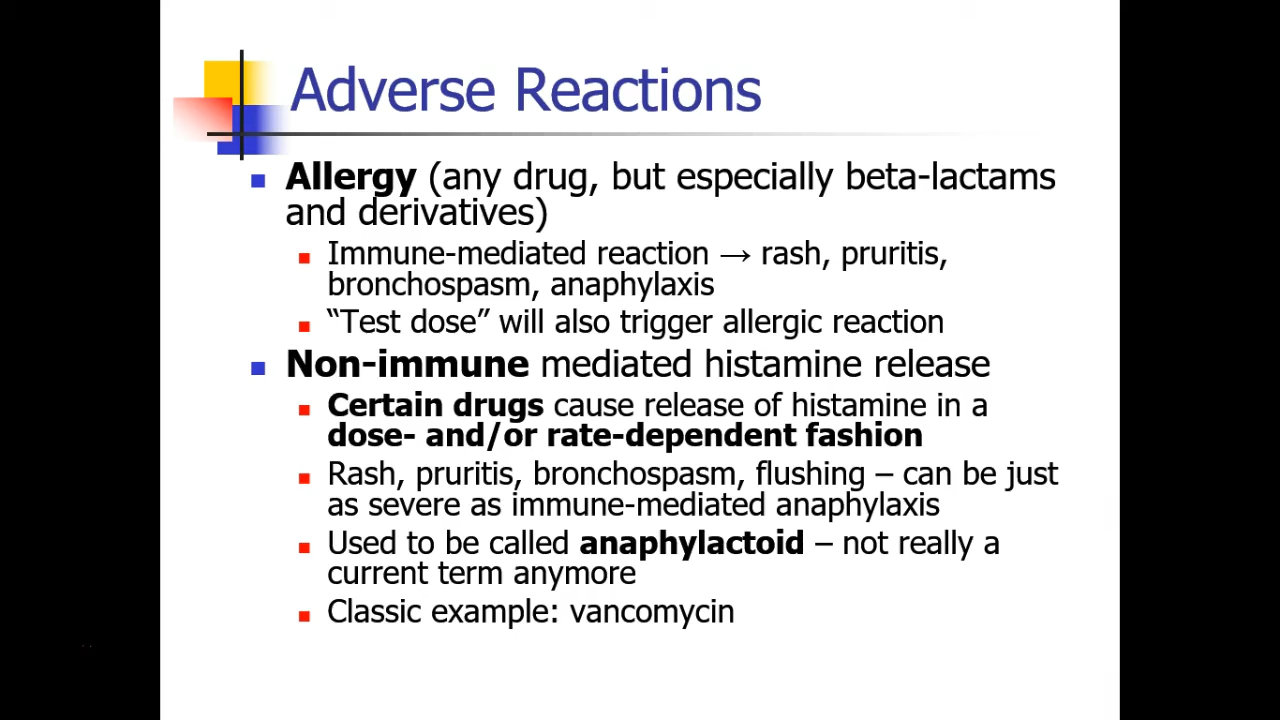 Adverse Reactions
Allergy (any drug, but especially beta-lactams
and derivatives)
Immune-mediated reaction → rash, pruritis,
bronchospasm, anaphylaxis
“Test dose” will also trigger allergic reaction
Non-immune mediated histamine release
Certain drugs cause release of histamine in a
dose- and/or rate-dependent fashion
Rash, pruritis, bronchospasm, flushing – can be just
as severe as immune-mediated anaphylaxis
Used to be called anaphylactoid – not really a
current term anymore
Classic example: vancomycin